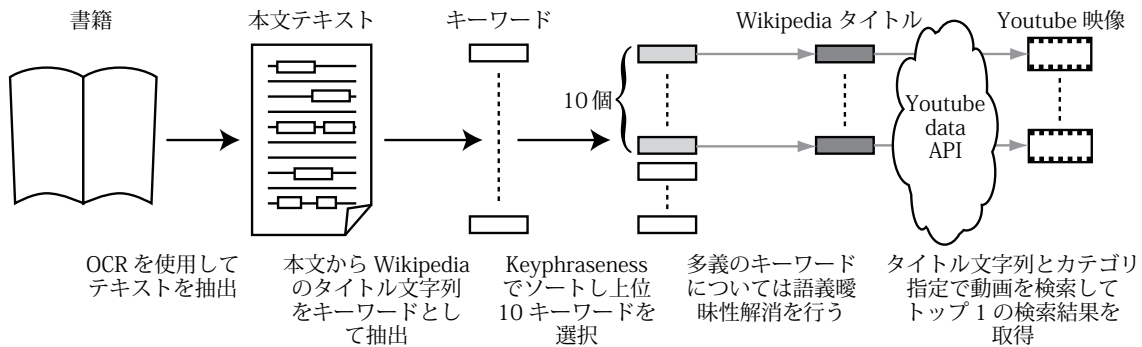 書籍
本文テキスト
キーワード
Wikipedia タイトル
Youtube 映像
10 個
Youtube
data
API
OCR を使用して
テキストを抽出
本文から Wikipedia
のタイトル文字列
をキーワードとし
て抽出
Keyphraseness
でソートし上位
10 キーワードを
選択
多義のキーワード
については語義曖
昧性解消を行う
タイトル文字列とカテゴリ
指定で動画を検索して
トップ 1 の検索結果を
取得